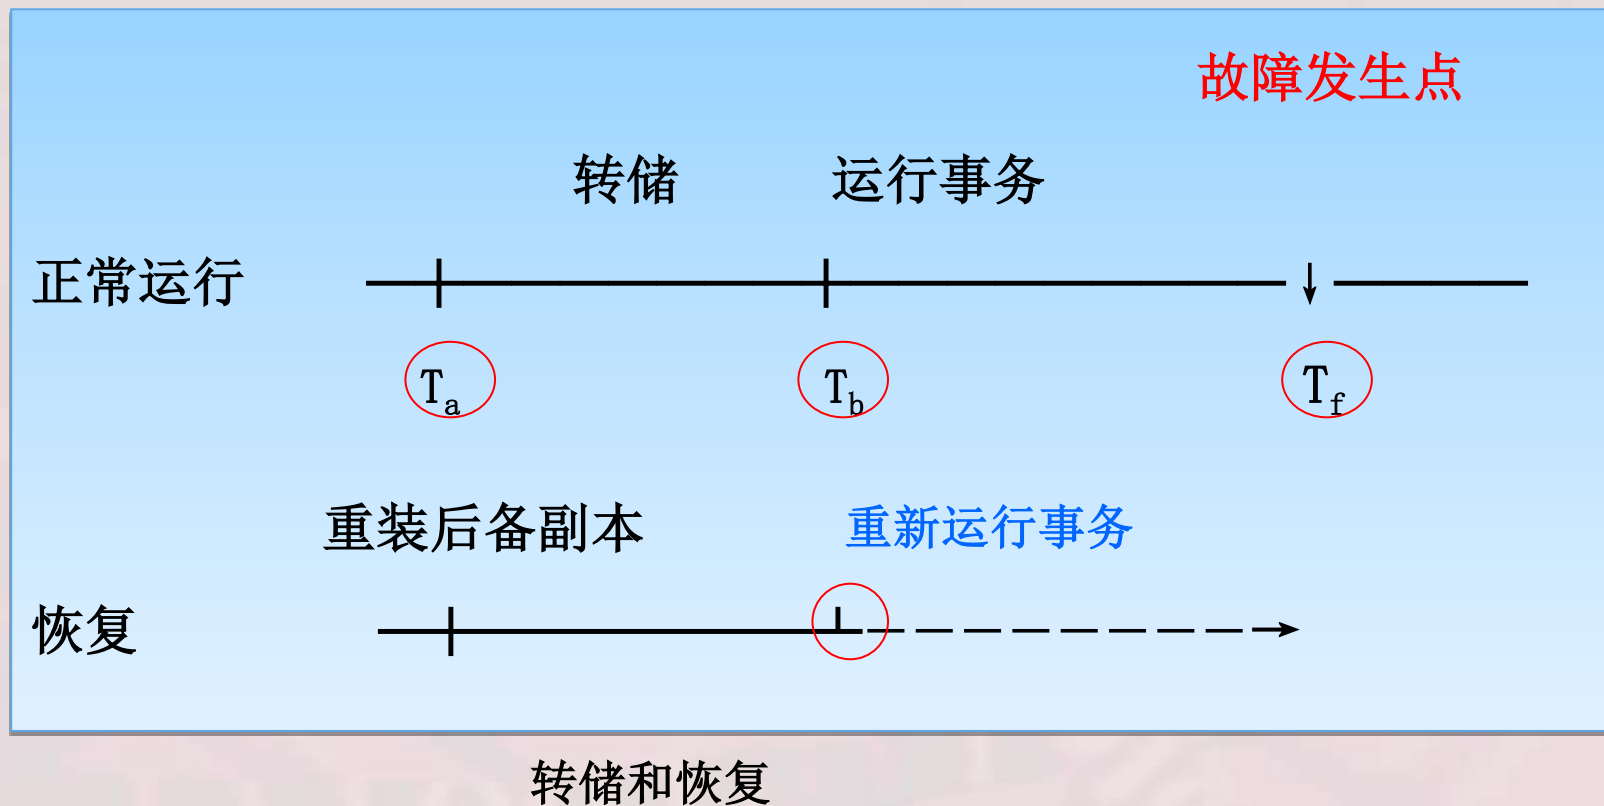 故障发生点
转储 运行事务
正常运行
Ta Tb Tf
重装后备副本 重新运行事务
恢复
转储和恢复